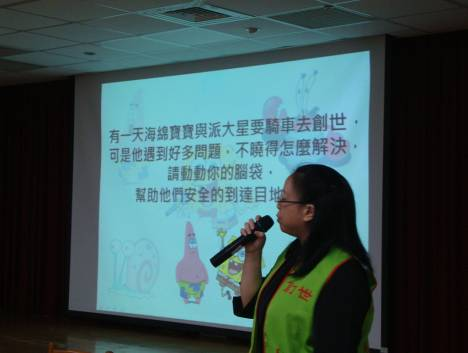 有一天海綿寶寶與派大星要騎車去創世，
可是他遇到好多問題，不曉得怎麼解決，
請動動你的腦袋，
幫助他們安全的到達目地
世